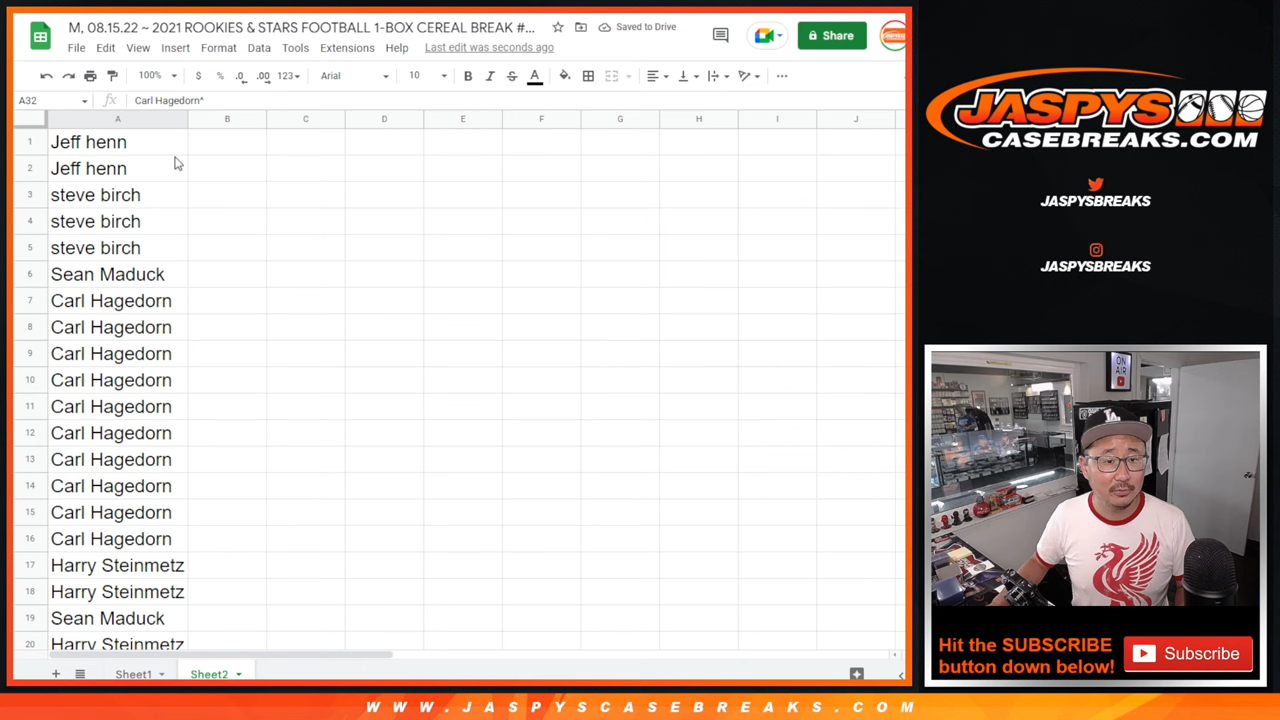 M, 08.15.22 ~ 2021 ROOKIES & STARS FOOTBALL 1-BOX CEREAL BREAK #...
Saved to Drive
Share
File Edit View Insert Format Data Tools Extensions Help Last edit was seconds ago
100% $ % .0 .00 123 Arial 10 B I S A
A32 fx Carl Hagedorn^
A B C D E F G H I J
1 Jeff henn
2 Jeff henn
3 steve birch
4 steve birch
5 steve birch
6 Sean Maduck
7 Carl Hagedorn
8 Carl Hagedorn
9 Carl Hagedorn
10 Carl Hagedorn
11 Carl Hagedorn
12 Carl Hagedorn
13 Carl Hagedorn
14 Carl Hagedorn
15 Carl Hagedorn
16 Carl Hagedorn
17 Harry Steinmetz
18 Harry Steinmetz
19 Sean Maduck
20 Harry Steinmetz
Sheet1 Sheet2
JASPYS
CASEBREAKS.COM
JASPYSBREAKS
JASPYSBREAKS
ON
AIR
LA
Hit the SUBSCRIBE
button down below!
Subscribe
WWW.JASPYSCASEBREAKS.COM